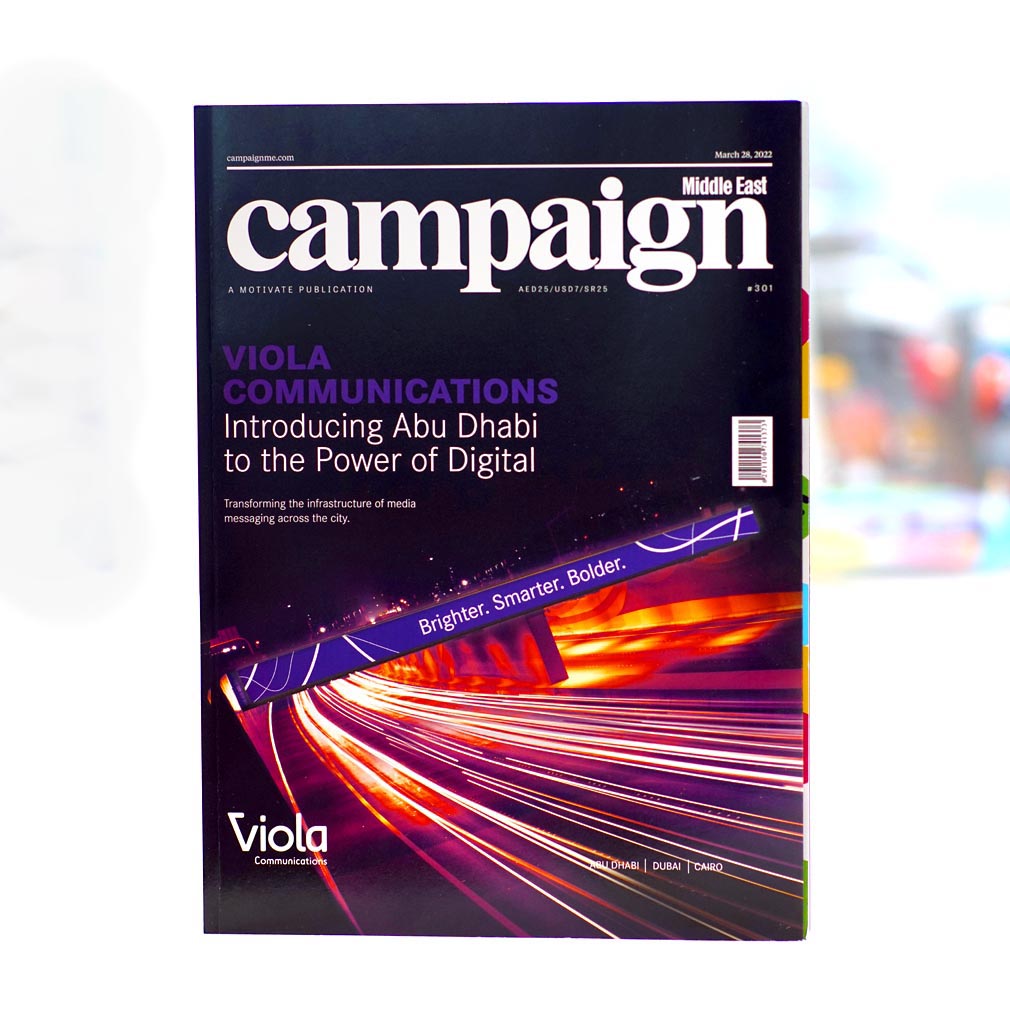 campaignme.com
March 28, 2022
Middle East
campaign
A MOTIVATE PUBLICATION
AED25/USD7/SR25
#301
VIOLA
COMMUNICATIONS
Introducing Abu Dhabi
to the Power of Digital
Transforming the infrastructure of media
messaging across the city.
Brighter. Smarter. Bolder.
Viola
Communications
ABU DHABI | DUBAI | CAIRO